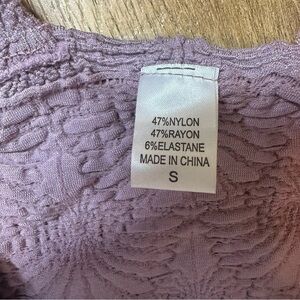 47%NYLON
47%RAYON
6%ELASTANE
MADE IN CHINA
S